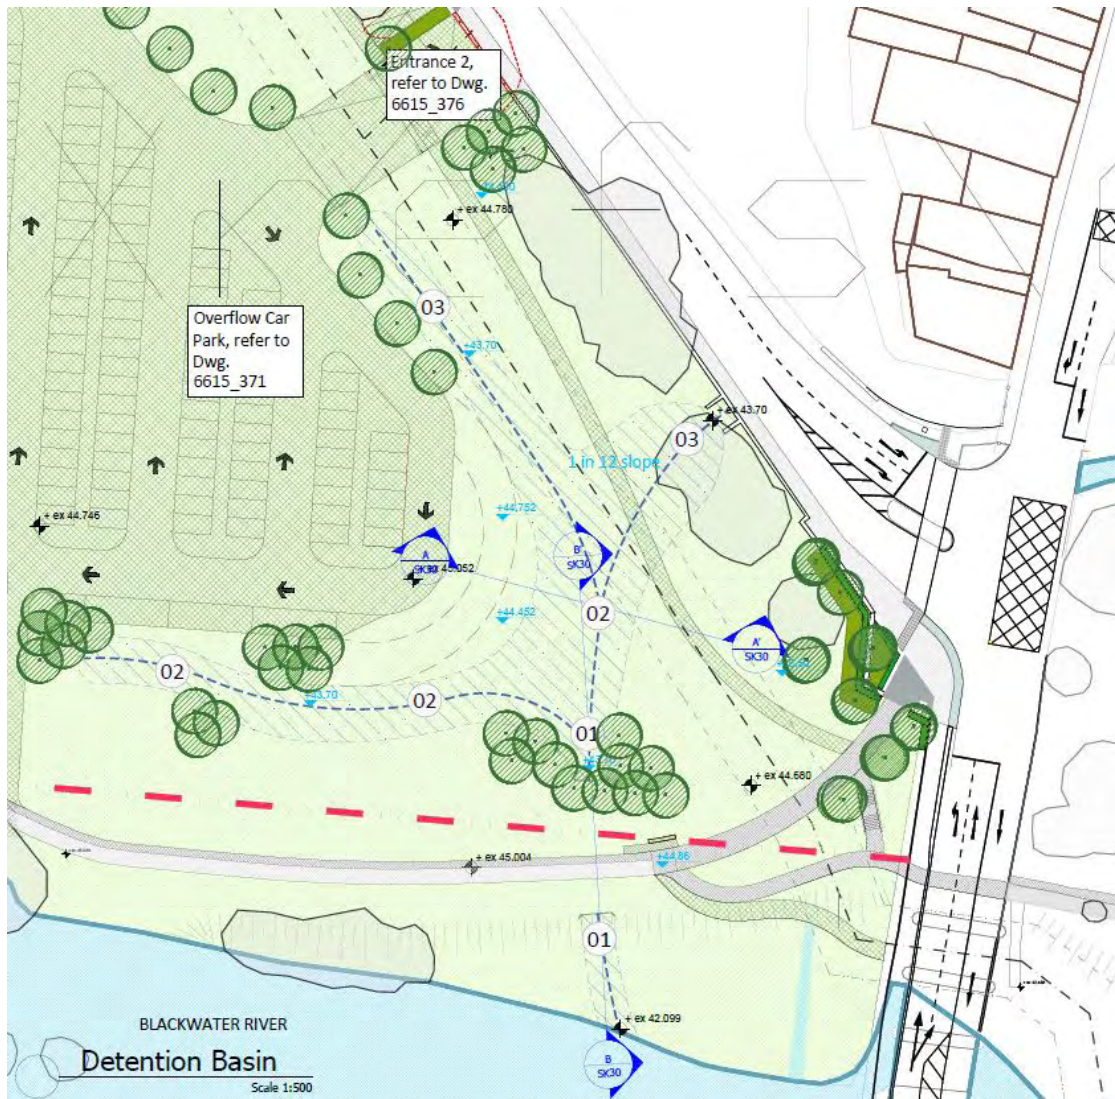 Entrance 2,
refer to Dwg.
6615_376
+ ex 44.780
03
Overflow Car
Park, refer to
Dwg.
6615_371
+43.70
+ ex 43.70
03
1 in 12 slope
+44.752
+ ex 44.746
A
SK30
B'
SK30
+44.452
02
A'
SK30
02
02
+43.70
01
+ ex 44.680
+ ex 45.004
+44.86
01
+ ex 42.099
BLACKWATER RIVER
Detention Basin
Scale 1:500
B
SK30